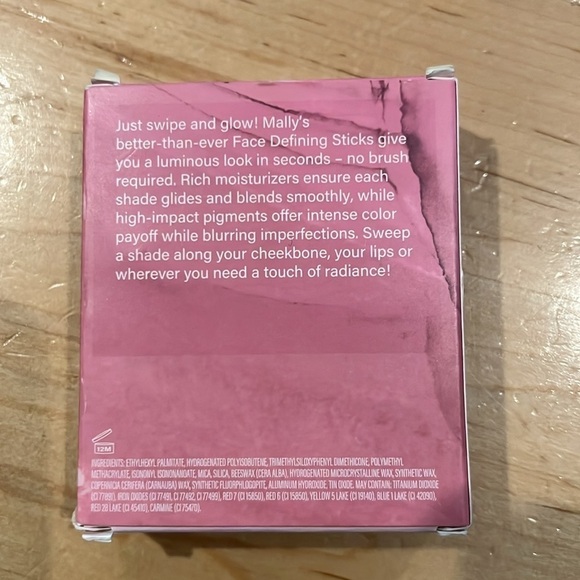 Just swipe and glow! Mally's
better-than-ever Face Defining Sticks give
you a luminous look in seconds – no brush
required. Rich moisturizers ensure each
shade glides and blends smoothly, while
high-impact pigments offer intense color
payoff while blurring imperfections. Sweep
a shade along your cheekbone, your lips or
wherever you need a touch of radiance!
12M
INGREDIENTS: ETHYLHEXYL PALMITATE, HYDROGENATED POLYISOBUTENE, TRIMETHYLSILOXYPHENYL DIMETHICONE, POLYMETHYL
METHACRYLATE, ISONONYL ISONONANOATE, MICA, SILICA, BEESWAX (CERA ALBA), HYDROGENATED MICROCRYSTALLINE WAX, SYNTHETIC WAX,
COPERNICIA CERIFERA (CARNAUBA) WAX, SYNTHETIC FLUORPHLOGOPITE, ALUMINUM HYDROXIDE, TIN OXIDE. MAY CONTAIN: TITANIUM DIOXIDE
(CI 77891), IRON OXIDES (CI 77491, CI 77492, CI 77499), RED 7 (CI 15850), RED 6 (CI 15850), YELLOW 5 LAKE (CI 19140), BLUE 1 LAKE (CI 42090),
RED 28 LAKE (CI 45410), CARMINE (CI 75470).